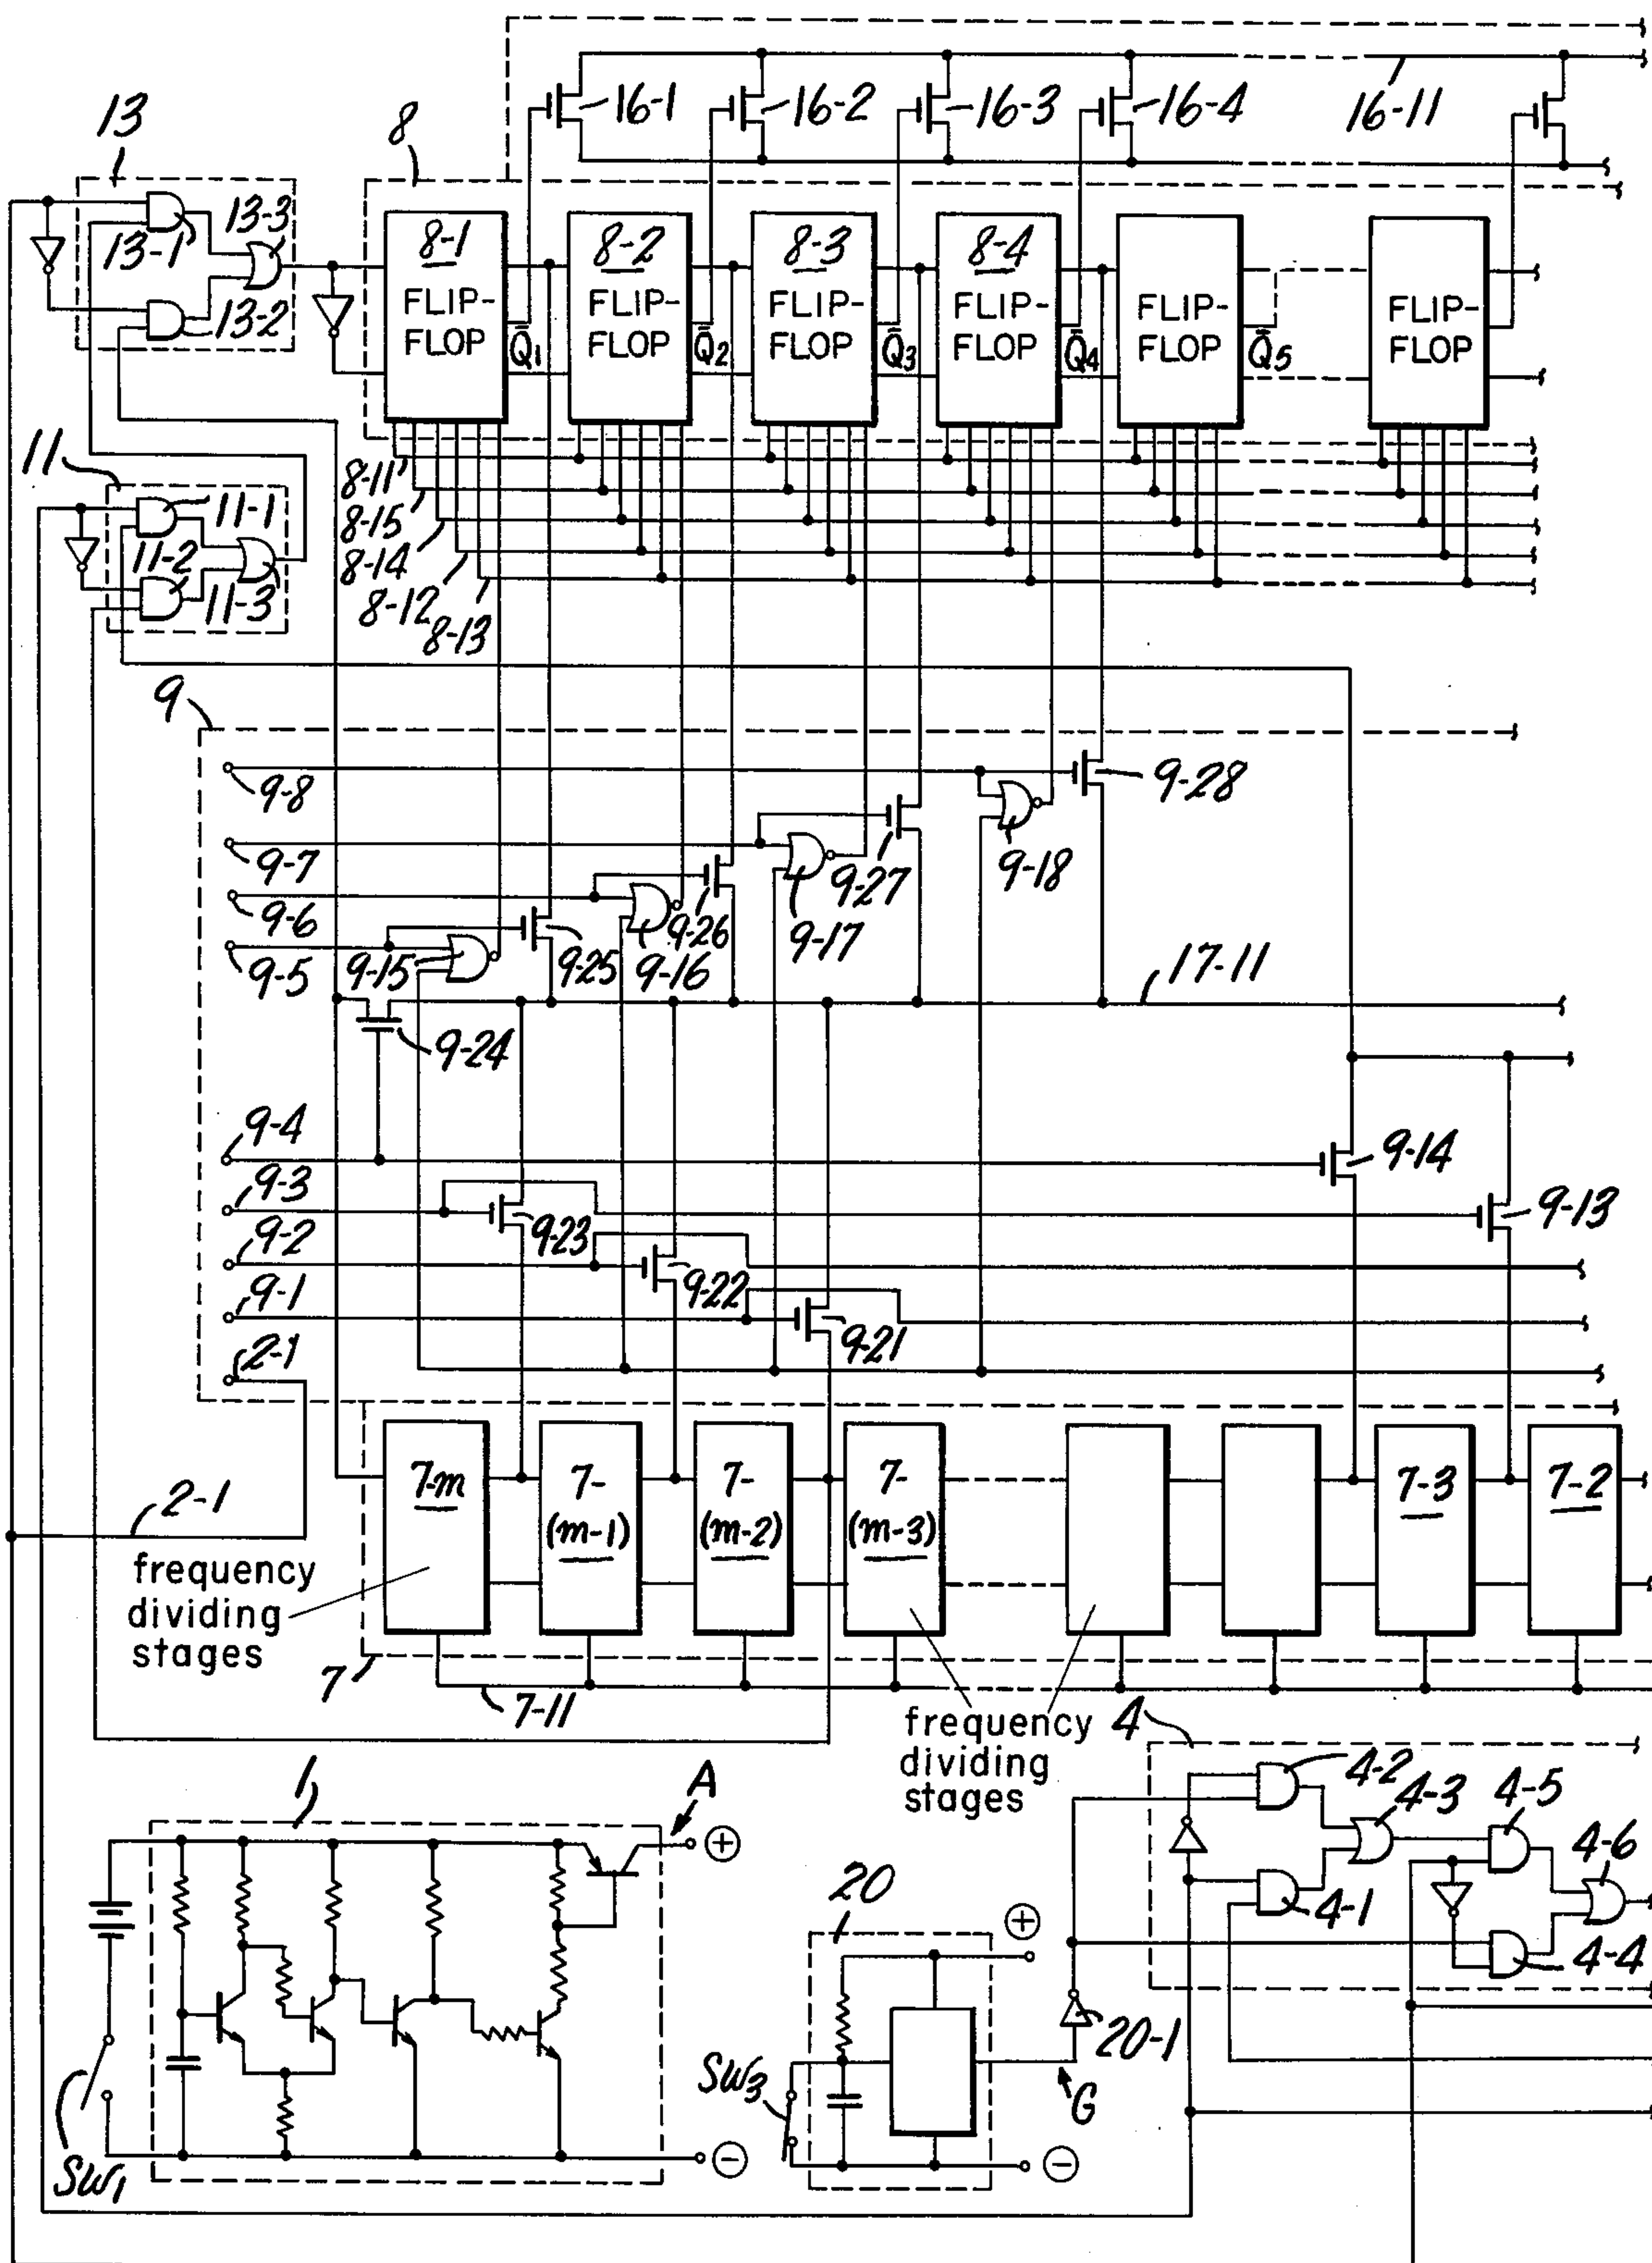 16-1
16-2
16-3
16-4
16-11
13
8
13-3
13-1
13-2
8-1
FLIP-
FLOP
Q̄1
8-2
FLIP-
FLOP
Q̄2
8-3
FLIP-
FLOP
Q̄3
8-4
FLIP-
FLOP
Q̄4
FLIP-
FLOP
Q̄5
FLIP-
FLOP
11
11-1
11-2
11-3
8-11
8-15
8-14
8-12
8-13
9
9-8
9-28
9-7
9-27
9-18
9-6
9-26
9-17
9-5
9-15
9-25
9-16
17-11
9-24
9-4
9-14
9-3
9-23
9-13
9-2
9-22
9-1
9-21
2-1
7-m
7-
(m-1)
7-
(m-2)
7-
(m-3)
7-3
7-2
2-1
frequency
dividing
stages
7
7-11
frequency
dividing
stages
4
4-2
4-3
4-5
4-6
4-1
4-4
1
A
+
20
+
20-1
SW3
G
SW1
−
−